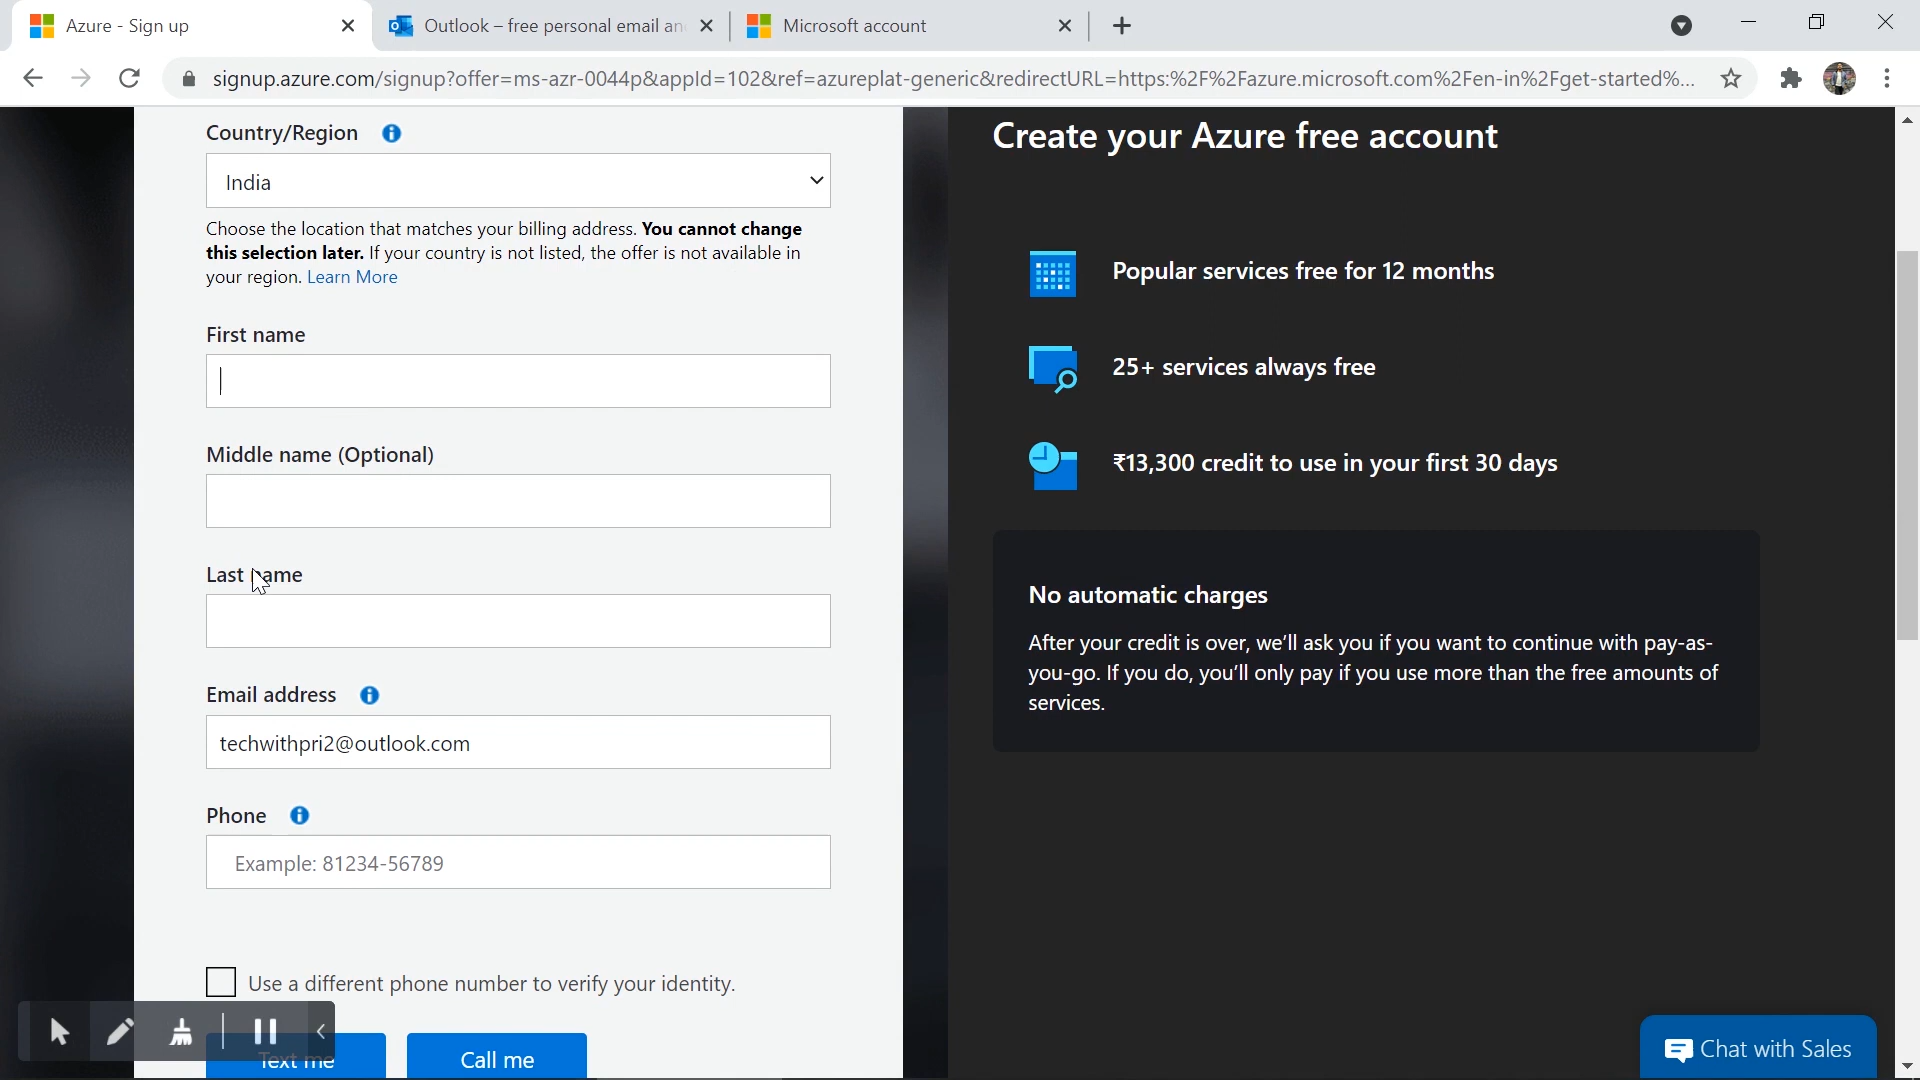 Azure - Sign up
Outlook – free personal email an
Microsoft account
signup.azure.com/signup?offer=ms-azr-0044p&appId=102&ref=azureplat-generic&redirectURL=https:%2F%2Fazure.microsoft.com%2Fen-in%2Fget-started%...
Country/Region
India
Choose the location that matches your billing address. You cannot change
this selection later. If your country is not listed, the offer is not available in
your region. Learn More
First name
Middle name (Optional)
Last name
Email address
techwithpri2@outlook.com
Phone
Example: 81234-56789
Use a different phone number to verify your identity.
Text me
Call me
Create your Azure free account
Popular services free for 12 months
25+ services always free
₹13,300 credit to use in your first 30 days
No automatic charges
After your credit is over, we'll ask you if you want to continue with pay-as-
you-go. If you do, you'll only pay if you use more than the free amounts of
services.
Chat with Sales